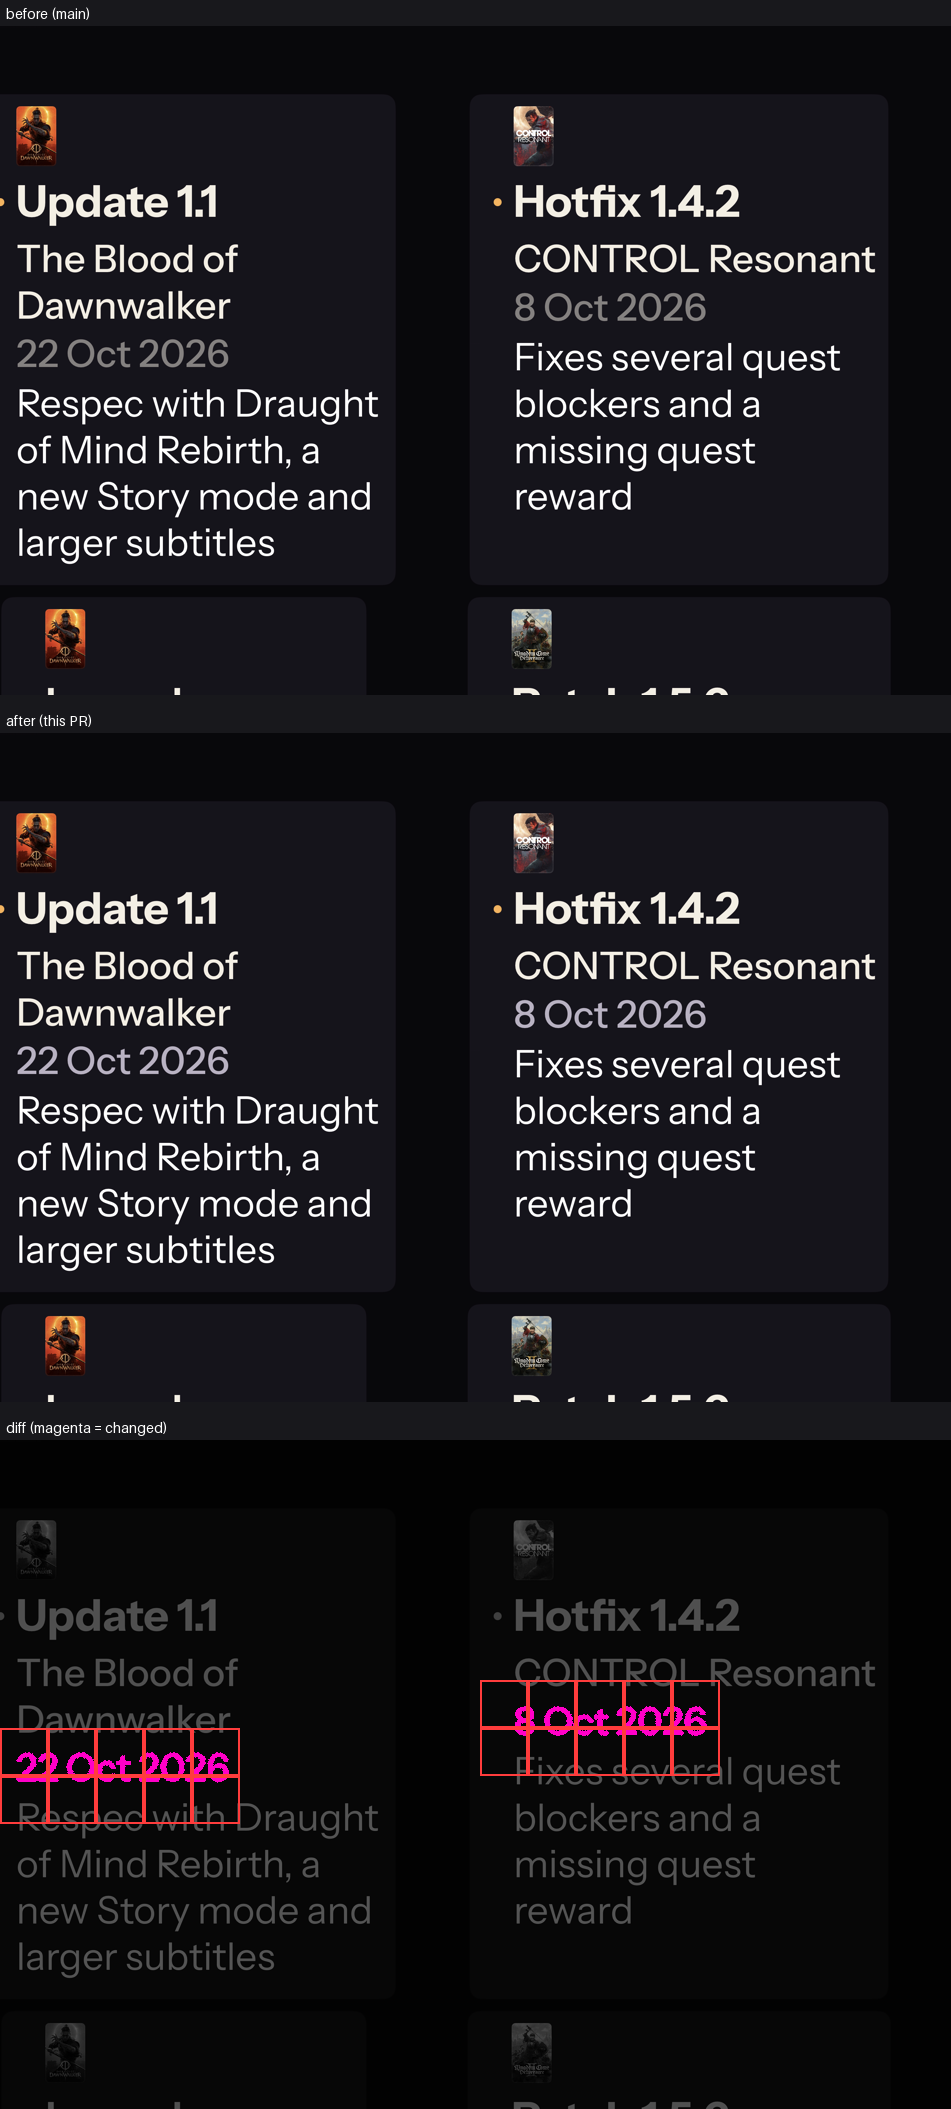 before (main)
Update 1.1
The Blood of
Dawnwalker
22 Oct 2026
Respec with Draught
of Mind Rebirth, a
new Story mode and
larger subtitles
CONTROL
RESONANT
Hotfix 1.4.2
CONTROL Resonant
8 Oct 2026
Fixes several quest
blockers and a
missing quest
reward
after (this PR)
Update 1.1
The Blood of
Dawnwalker
22 Oct 2026
Respec with Draught
of Mind Rebirth, a
new Story mode and
larger subtitles
CONTROL
RESONANT
Hotfix 1.4.2
CONTROL Resonant
8 Oct 2026
Fixes several quest
blockers and a
missing quest
reward
diff (magenta = changed)
Update 1.1
The Blood of
Dawnwalker
22 Oct 2026
Respec with Draught
of Mind Rebirth, a
new Story mode and
larger subtitles
CONTROL
Hotfix 1.4.2
CONTROL Resonant
8 Oct 2026
Fixes several quest
blockers and a
missing quest
reward